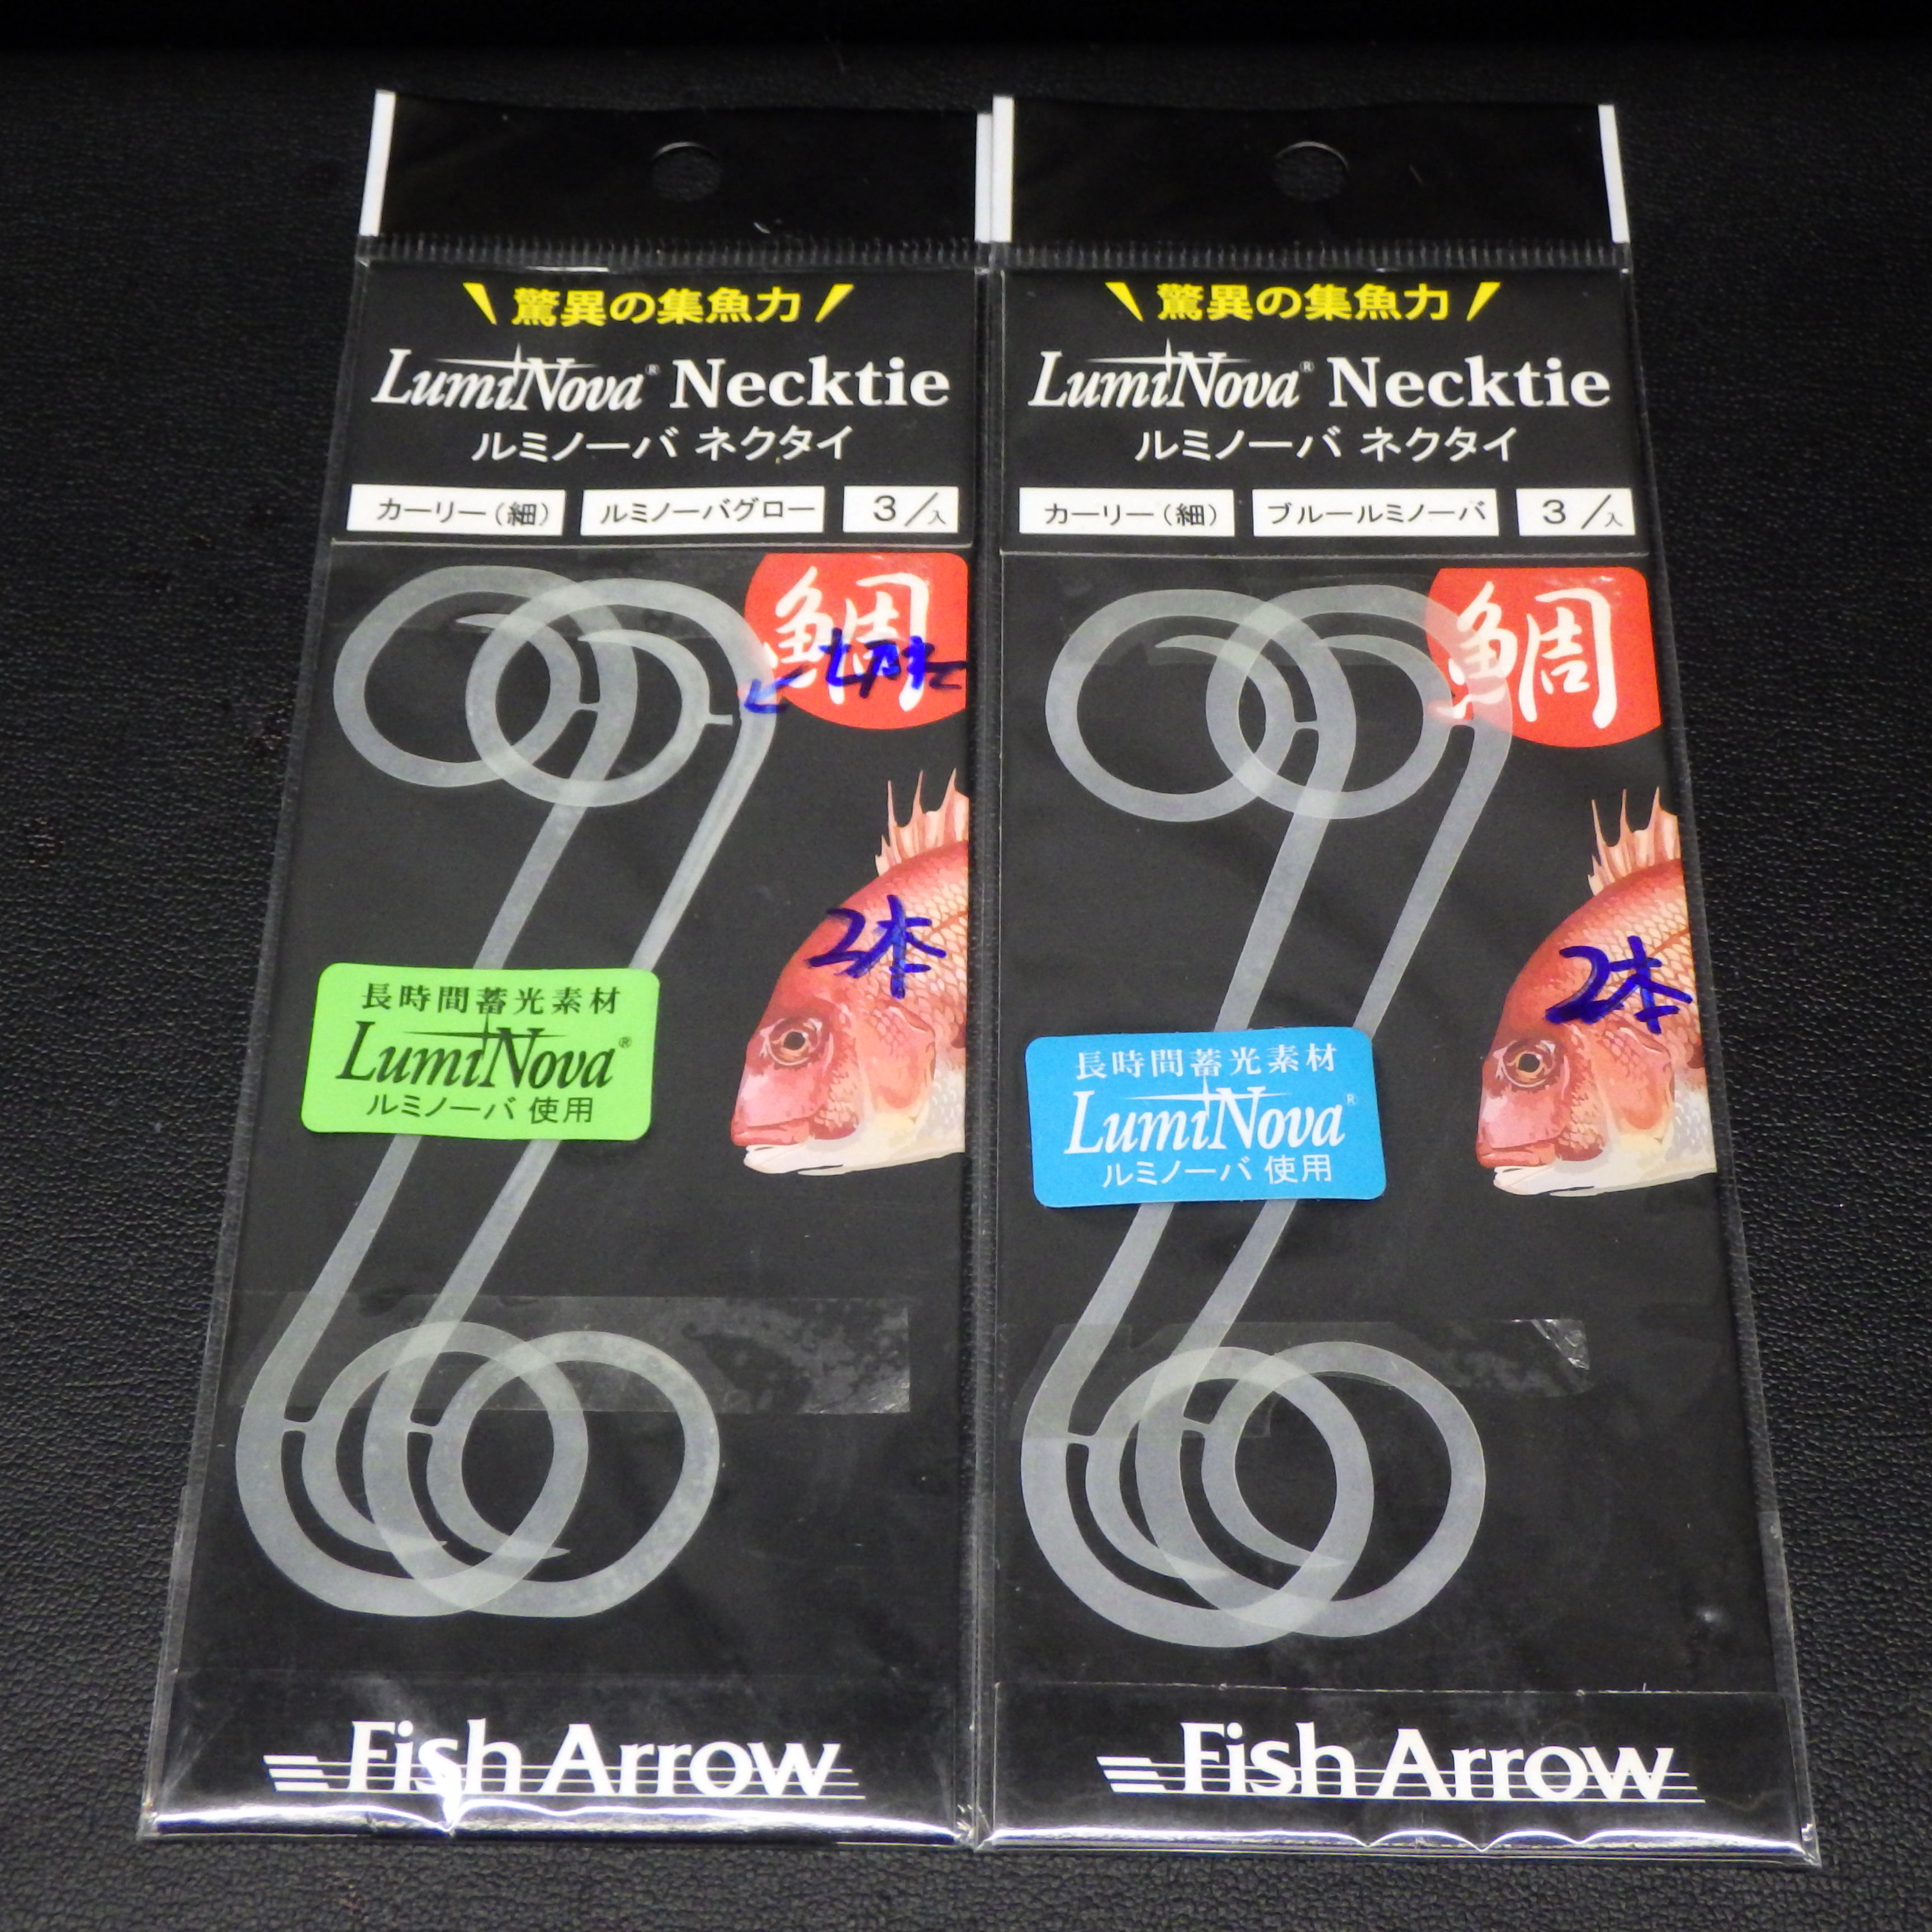 驚異の集魚力
LumiNova® Necktie
ルミノーバ ネクタイ
カーリー(細) ルミノーバグロー 3/入
鯛
2本
長時間蓄光素材
LumiNova®
ルミノーバ 使用
Fish Arrow
驚異の集魚力
LumiNova® Necktie
ルミノーバ ネクタイ
カーリー(細) ブルールミノーバ 3/入
鯛
2本
長時間蓄光素材
LumiNova®
ルミノーバ 使用
Fish Arrow